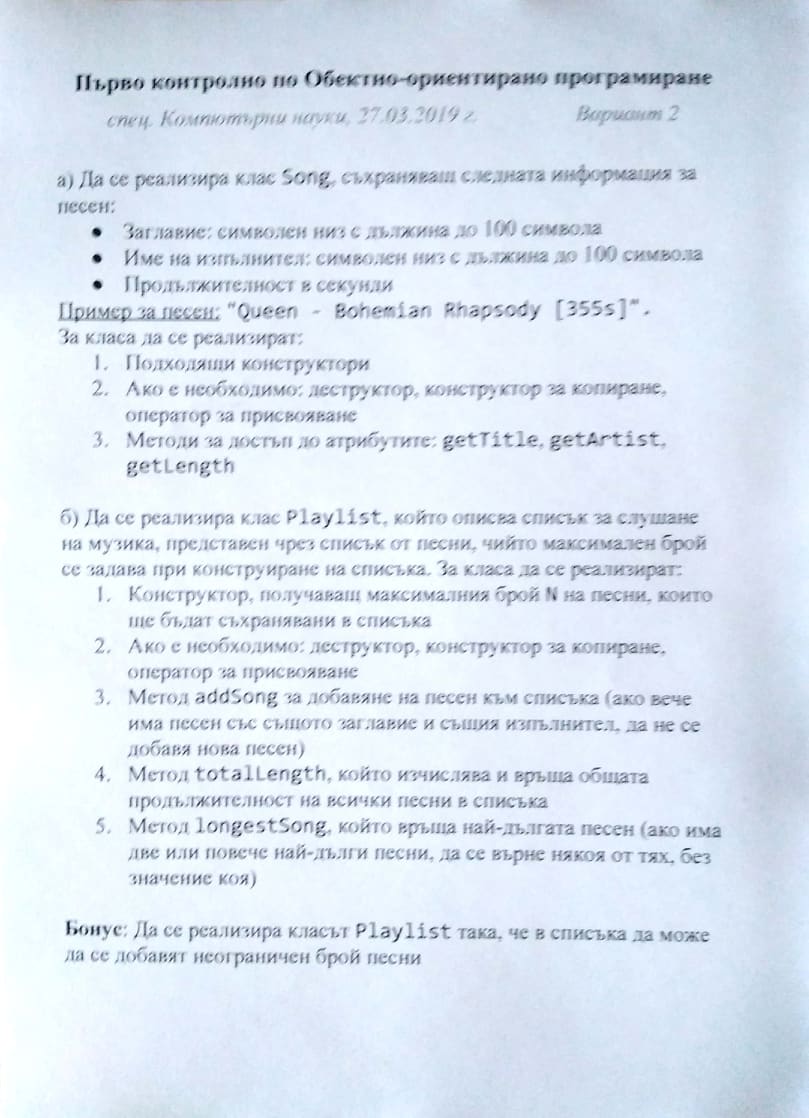 Първо контролно по Обектно-ориентирано програмиране
спец. Компютърни науки, 27.03.2019 г. Вариант 2
а) Да се реализира клас Song, съхраняващ следната информация за
песен:
● Заглавие: символен низ с дължина до 100 символа
● Име на изпълнител: символен низ с дължина до 100 символа
● Продължителност в секунди
Пример за песен: "Queen - Bohemian Rhapsody [355s]".
За класа да се реализират:
1. Подходящи конструктори
2. Ако е необходимо: деструктор, конструктор за копиране,
оператор за присвояване
3. Методи за достъп до атрибутите: getTitle, getArtist,
getLength
б) Да се реализира клас Playlist, който описва списък за слушане
на музика, представен чрез списък от песни, чийто максимален брой
се задава при конструиране на списъка. За класа да се реализират:
1. Конструктор, получаващ максималния брой N на песни, които
ще бъдат съхранявани в списъка
2. Ако е необходимо: деструктор, конструктор за копиране,
оператор за присвояване
3. Метод addSong за добавяне на песен към списъка (ако вече
има песен със същото заглавие и същия изпълнител, да не се
добавя нова песен)
4. Метод totalLength, който изчислява и връща общата
продължителност на всички песни в списъка
5. Метод longestSong, който връща най-дългата песен (ако има
две или повече най-дълги песни, да се върне някоя от тях, без
значение коя)
Бонус: Да се реализира класът Playlist така, че в списъка да може
да се добавят неограничен брой песни